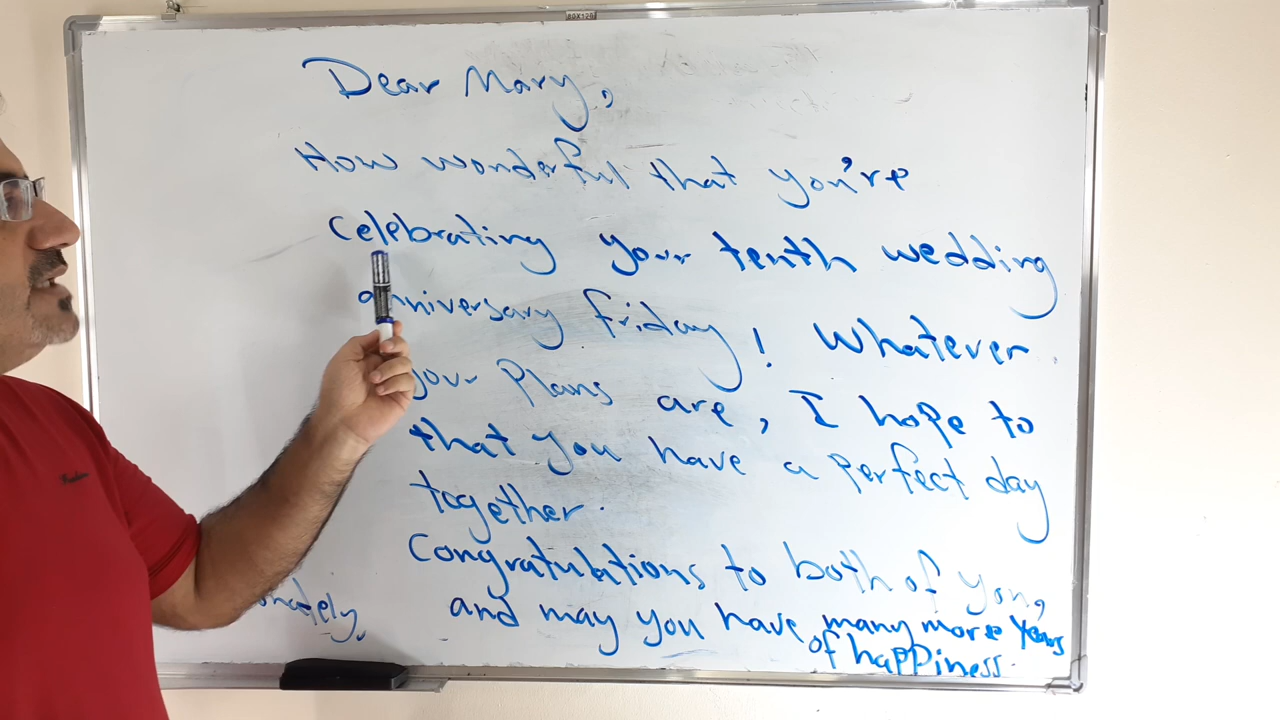 Dear Mary,
How wonderful that you're
celebrating your tenth wedding
anniversary friday! Whatever
your plans are, I hope to
that you have a perfect day
together.
Congratulations to both of you,
and may you have many more years
of happiness.